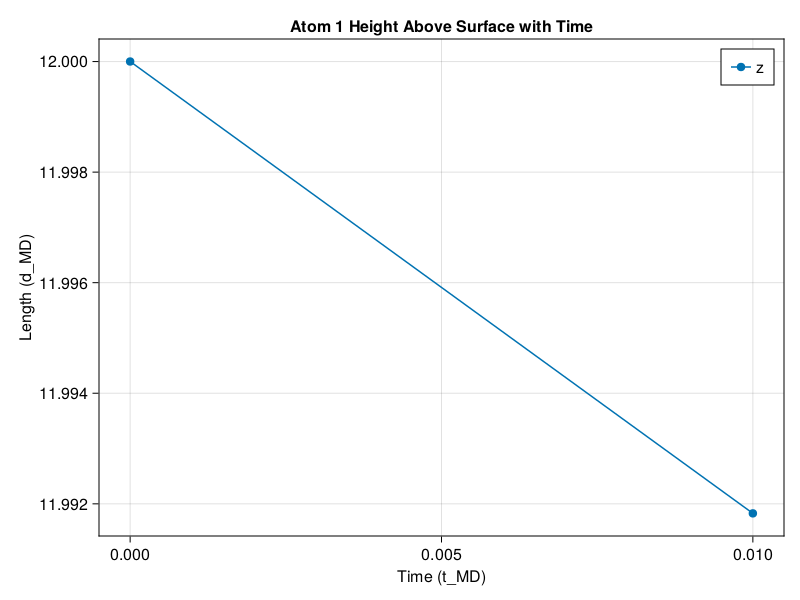 Atom 1 Height Above Surface with Time
z
12.000
11.998
11.996
11.994
11.992
Length (d_MD)
0.000 0.005 0.010
Time (t_MD)